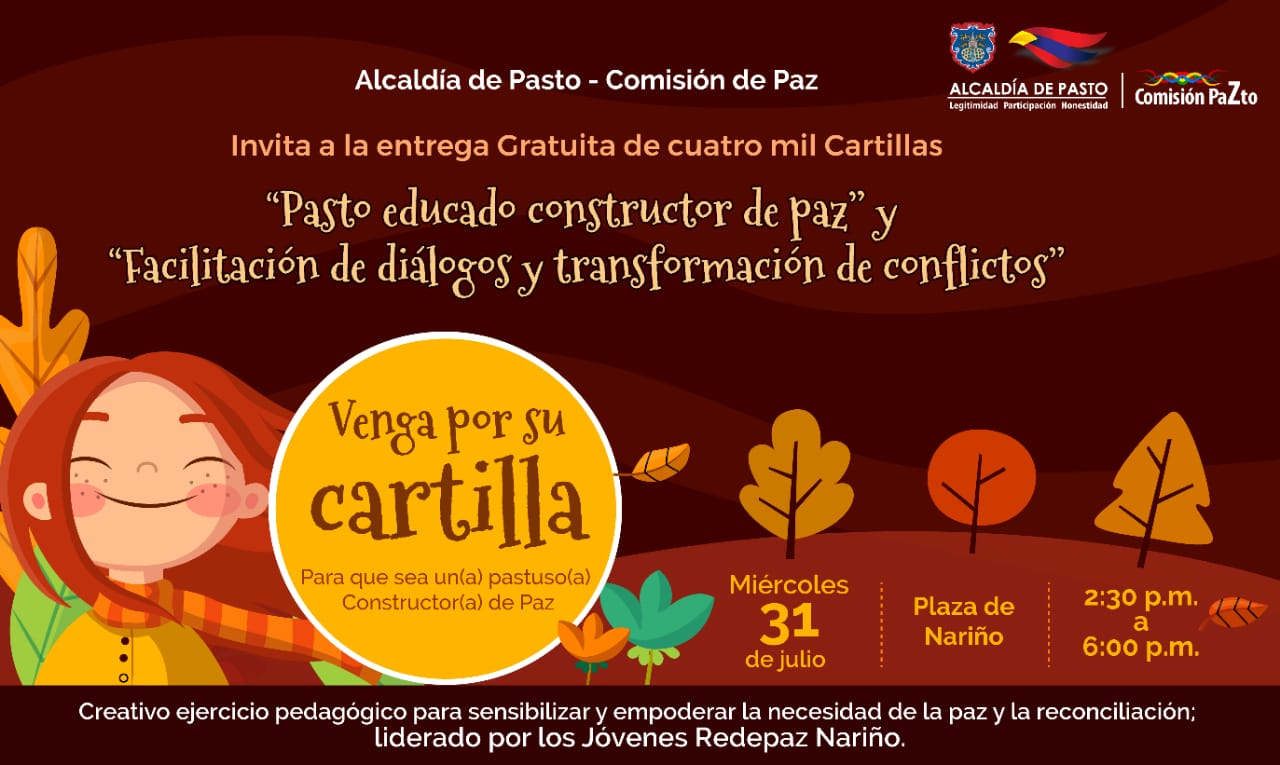 Alcaldía de Pasto - Comisión de Paz
ALCALDÍA DE PASTO
Legitimidad Participación Honestidad
Comisión PaZto
Invita a la entrega Gratuita de cuatro mil Cartillas
“Pasto educado constructor de paz” y
“Facilitación de diálogos y transformación de conflictos”
Venga por su
cartilla
Para que sea un(a) pastuso(a)
Constructor(a) de Paz
Miércoles
31
de julio
Plaza de
Nariño
2:30 p.m.
a
6:00 p.m.
Creativo ejercicio pedagógico para sensibilizar y empoderar la necesidad de la paz y la reconciliación;
liderado por los Jóvenes Redepaz Nariño.